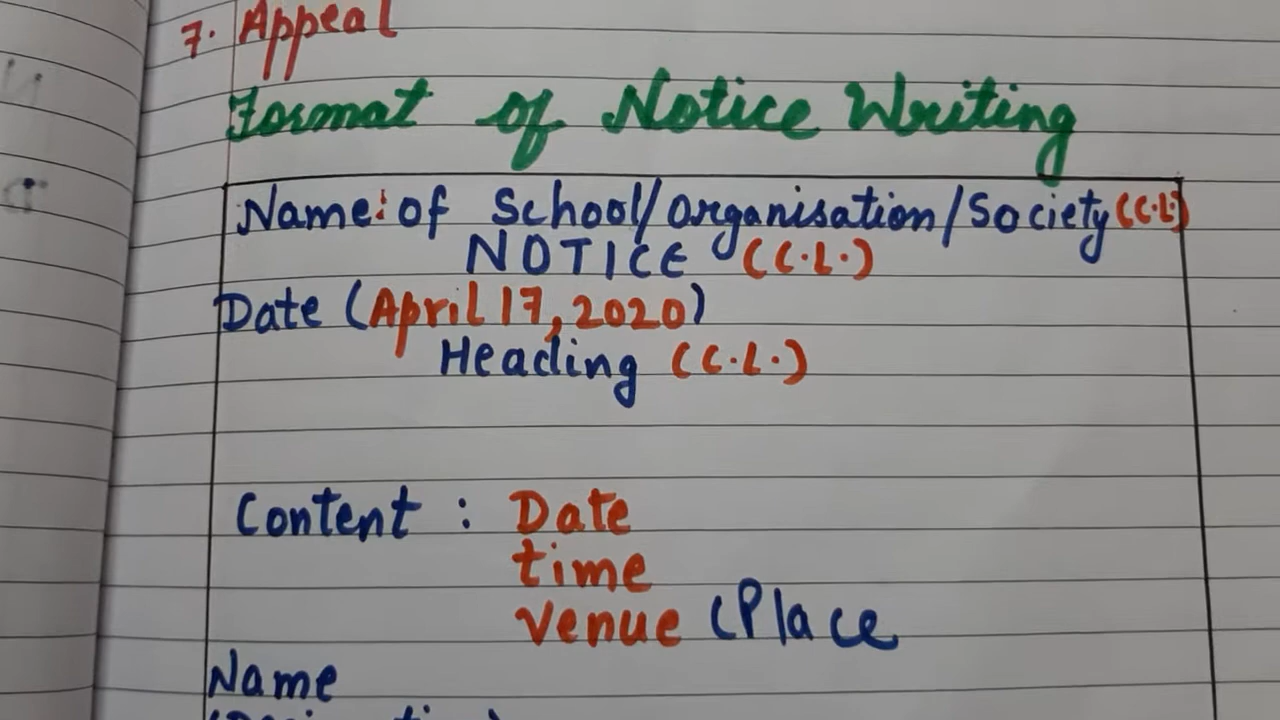 7. Appeal
Format of Notice Writing
Name: of School/Organisation/Society (C.L.)
NOTICE (C.L.)
Date (April 17, 2020)
Heading (C.L.)
Content : Date
time
Venue (Place
Name